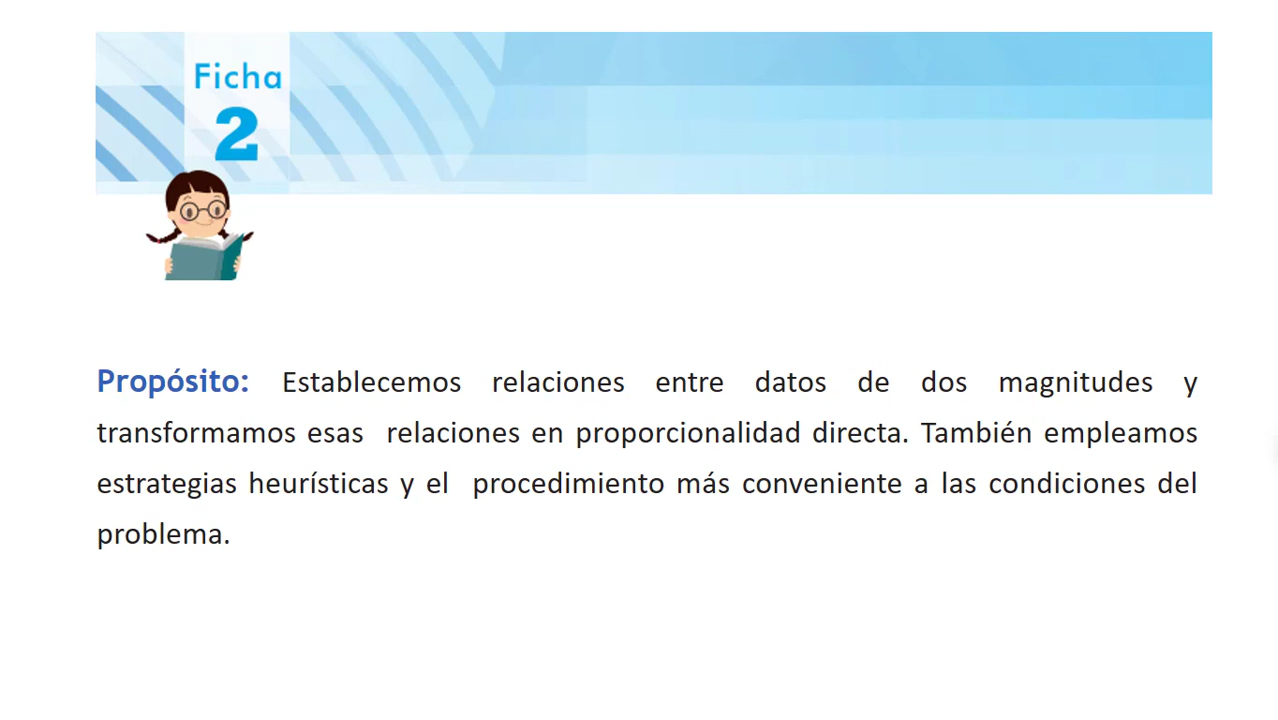 Ficha
2
Propósito: Establecemos relaciones entre datos de dos magnitudes y
transformamos esas relaciones en proporcionalidad directa. También empleamos
estrategias heurísticas y el procedimiento más conveniente a las condiciones del
problema.